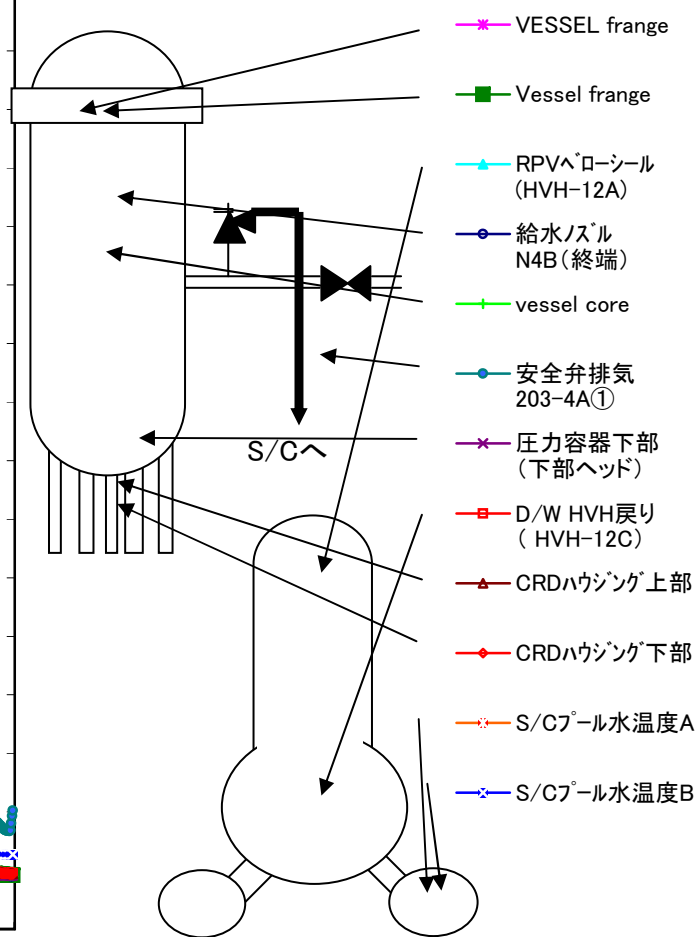 VESSEL frange
Vessel frange
RPVﾍﾞﾛｰｼｰﾙ
(HVH-12A)
給水ﾉｽﾞﾙ
N4B(終端)
vessel core
安全弁排気
203-4A①
圧力容器下部
(下部ﾍｯﾄﾞ)
S/Cへ
D/W HVH戻り
( HVH-12C)
CRDﾊｳｼﾞﾝｸﾞ上部
CRDﾊｳｼﾞﾝｸﾞ下部
S/Cﾌﾟｰﾙ水温度A
S/Cﾌﾟｰﾙ水温度B